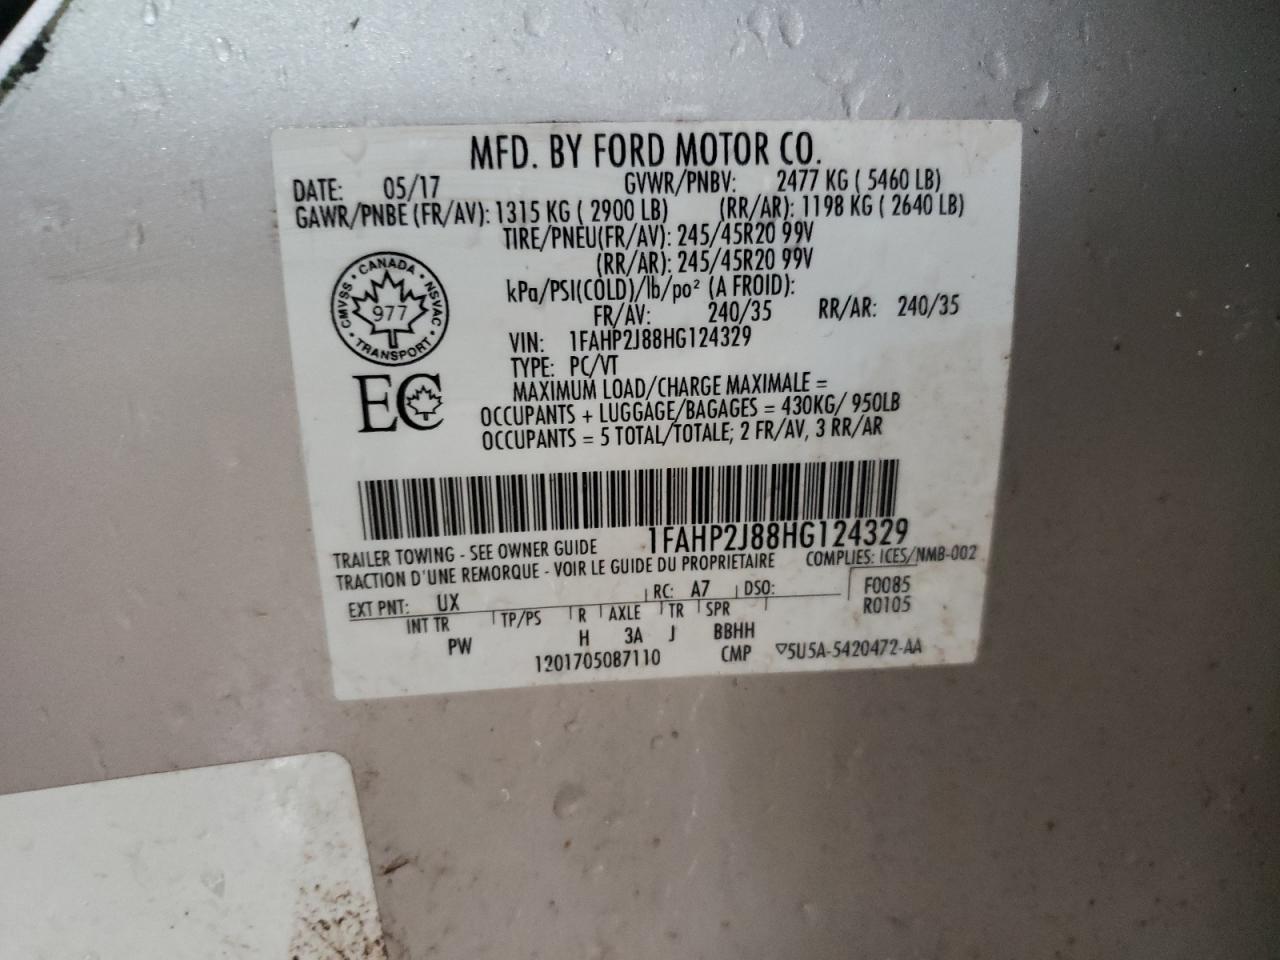 MFD. BY FORD MOTOR CO.
DATE: 05/17 GVWR/PNBV: 2477 KG ( 5460 LB)
GAWR/PNBE (FR/AV): 1315 KG ( 2900 LB) (RR/AR): 1198 KG ( 2640 LB)
TIRE/PNEU(FR/AV): 245/45R20 99V
(RR/AR): 245/45R20 99V
kPa/PSI(COLD)/lb/po² (A FROID):
FR/AV: 240/35 RR/AR: 240/35
CANADA
CMVSS 977 NSVAC
TRANSPORT
VIN: 1FAHP2J88HG124329
TYPE: PC/VT
EC
MAXIMUM LOAD/CHARGE MAXIMALE =
OCCUPANTS + LUGGAGE/BAGAGES = 430KG/ 950LB
OCCUPANTS = 5 TOTAL/TOTALE; 2 FR/AV, 3 RR/AR
1FAHP2J88HG124329
TRAILER TOWING - SEE OWNER GUIDE
COMPLIES: ICES/NMB-002
TRACTION D'UNE REMORQUE - VOIR LE GUIDE DU PROPRIETAIRE
EXT PNT: UX RC: A7 DSO: F0085
INT TR TP/PS R AXLE TR SPR R0105
PW H 3A J BBHH
1201705087110 CMP ▽5U5A-5420472-AA